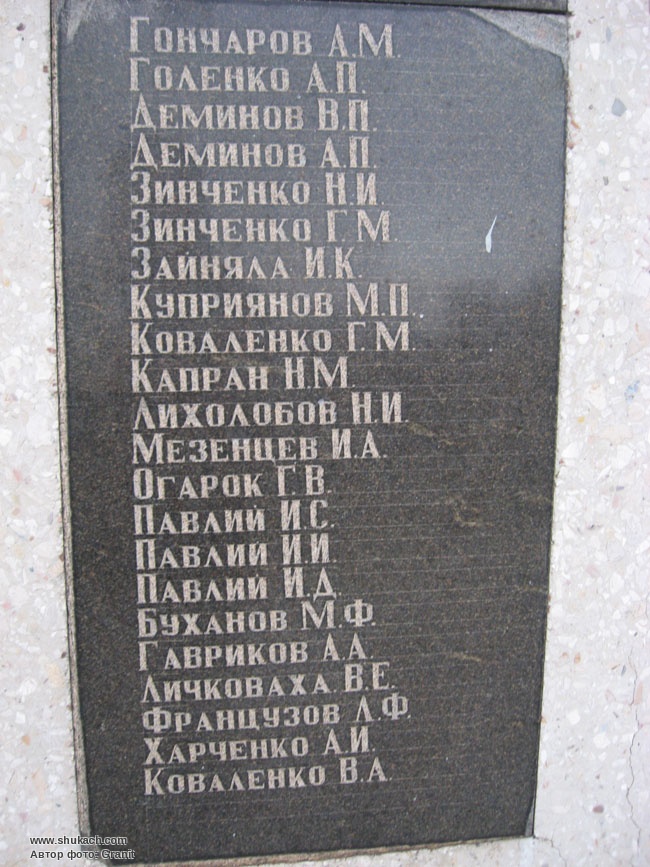 Гончаров А.М.
Голенко А.П.
Деминов В.П.
Деминов А.П.
Зинченко Н.И.
Зинченко Г.М.
Зайняла И.К.
Куприянов М.П.
Коваленко Г.М.
Капран Н.М.
Лихолобов Н.И.
Мезенцев И.А.
Огарок Г.В.
Павлий И.С.
Павлий И.И.
Павлий И.Д.
Буханов М.Ф.
Гавриков А.А.
Личковаха В.Е.
Французов Л.Ф.
Харченко А.И.
Коваленко В.А.
www.shukach.com
Автор фото: Granit